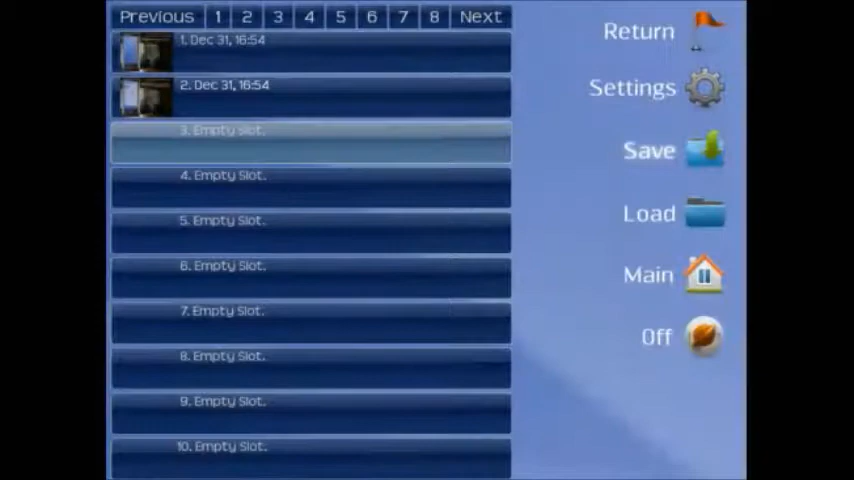 Previous 1 2 3 4 5 6 7 8 Next
1. Dec 31, 16:54
2. Dec 31, 16:54
3. Empty Slot.
4. Empty Slot.
5. Empty Slot.
6. Empty Slot.
7. Empty Slot.
8. Empty Slot.
9. Empty Slot.
10. Empty Slot.
Return
Settings
Save
Load
Main
Off